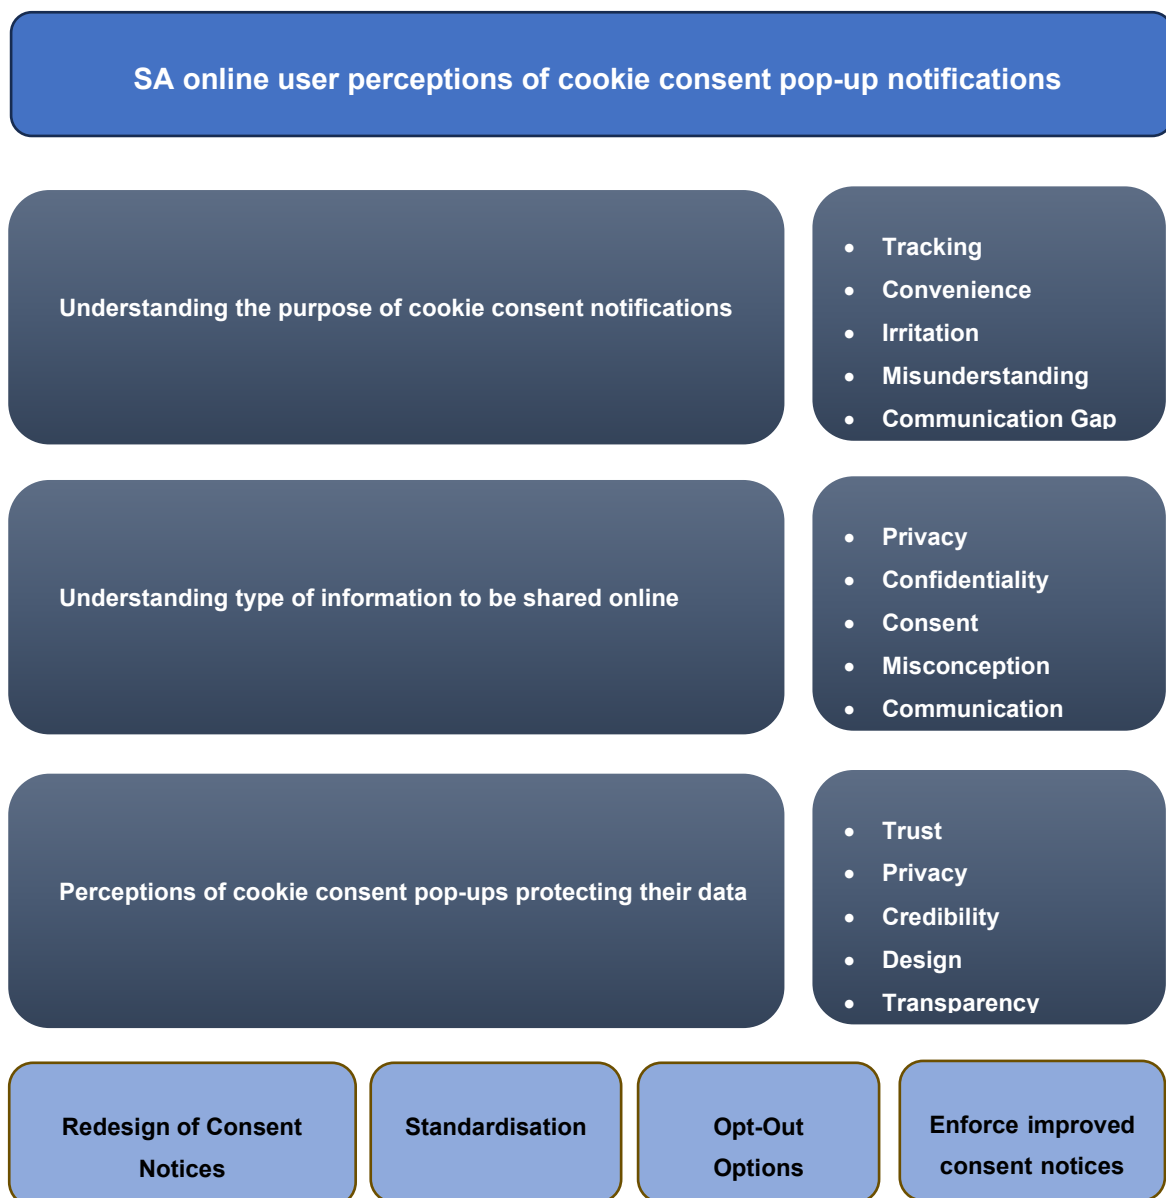 SA online user perceptions of cookie consent pop-up notifications
Understanding the purpose of cookie consent notifications
• Tracking
• Convenience
• Irritation
• Misunderstanding
• Communication Gap
Understanding type of information to be shared online
• Privacy
• Confidentiality
• Consent
• Misconception
• Communication
Perceptions of cookie consent pop-ups protecting their data
• Trust
• Privacy
• Credibility
• Design
• Transparency
Redesign of Consent
Notices
Standardisation
Opt-Out
Options
Enforce improved
consent notices